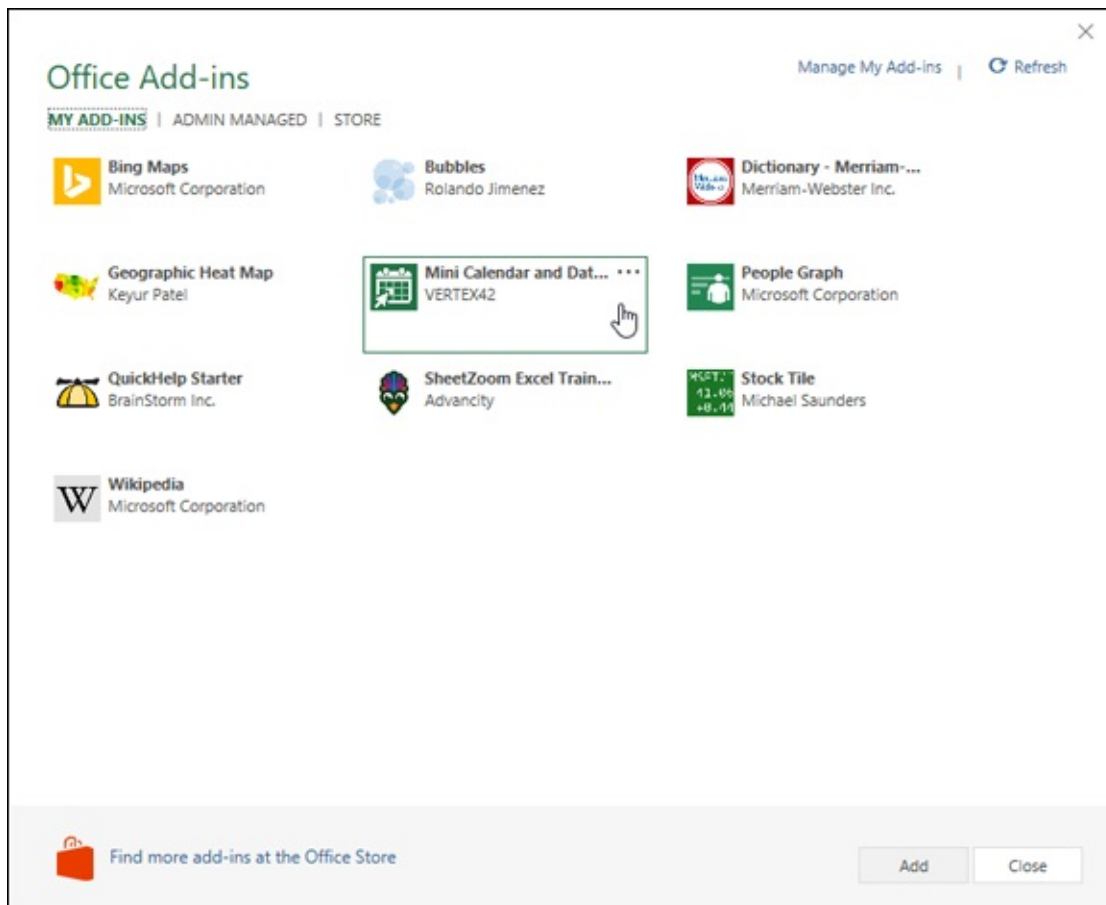 Office Add-ins
Manage My Add-ins | Refresh
MY ADD-INS | ADMIN MANAGED | STORE
Bing Maps
Microsoft Corporation
Bubbles
Rolando Jimenez
Dictionary - Merriam-...
Merriam-Webster Inc.
Geographic Heat Map
Keyur Patel
Mini Calendar and Dat... ...
VERTEX42
People Graph
Microsoft Corporation
QuickHelp Starter
BrainStorm Inc.
SheetZoom Excel Train...
Advancity
MSFT
Stock Tile
Michael Saunders
W
Wikipedia
Microsoft Corporation
Find more add-ins at the Office Store
Add
Close